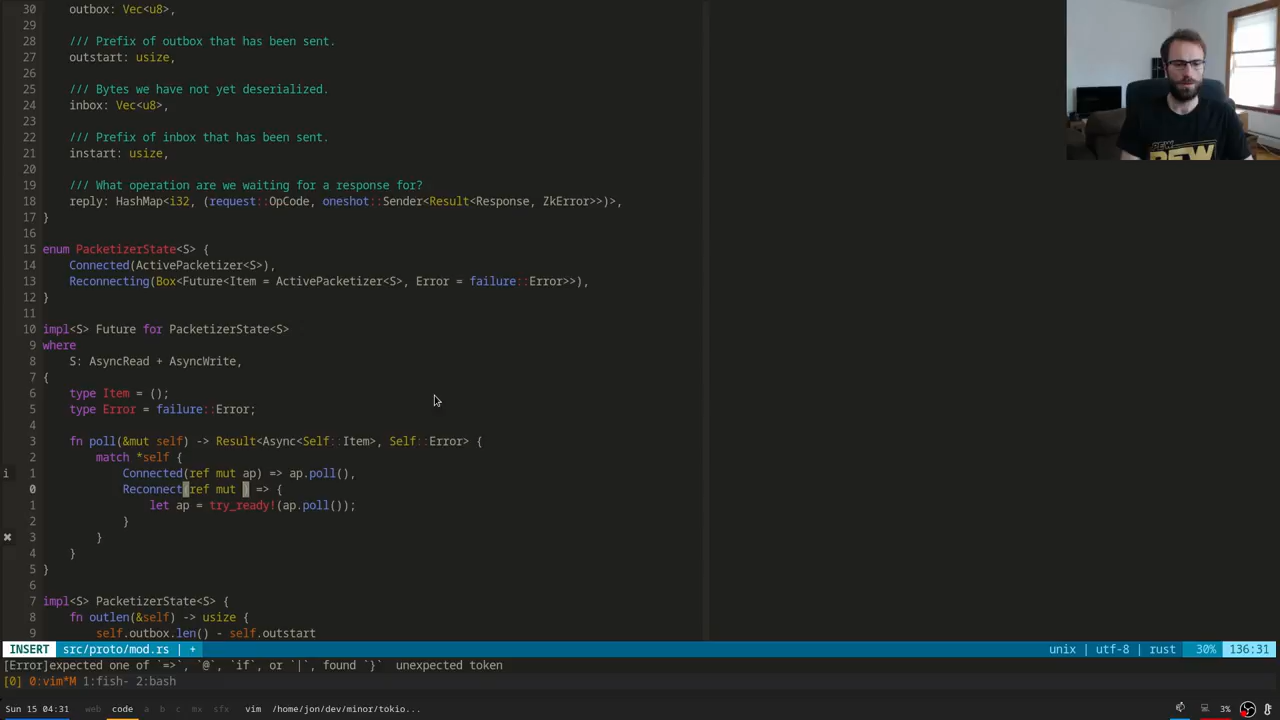 30 outbox: Vec<u8>,
29
28 /// Prefix of outbox that has been sent.
27 outstart: usize,
26
25 /// Bytes we have not yet deserialized.
24 inbox: Vec<u8>,
23
22 /// Prefix of inbox that has been sent.
21 instart: usize,
20
19 /// What operation are we waiting for a response for?
18 reply: HashMap<i32, (request::OpCode, oneshot::Sender<Result<Response, ZkError>>)>,
17 }
16
15 enum PacketizerState<S> {
14 Connected(ActivePacketizer<S>),
13 Reconnecting(Box<Future<Item = ActivePacketizer<S>, Error = failure::Error>>),
12 }
11
10 impl<S> Future for PacketizerState<S>
9 where
8 S: AsyncRead + AsyncWrite,
7 {
6 type Item = ();
5 type Error = failure::Error;
4
3 fn poll(&mut self) -> Result<Async<Self::Item>, Self::Error> {
2 match *self {
i 1 Connected(ref mut ap) => ap.poll(),
0 Reconnect(ref mut ) => {
1 let ap = try_ready!(ap.poll());
2 }
✖ 3 }
4 }
5 }
6
7 impl<S> PacketizerState<S> {
8 fn outlen(&self) -> usize {
9 self.outbox.len() - self.outstart
INSERT src/proto/mod.rs | + unix | utf-8 | rust 30% 136:31
[Error]expected one of `=>`, `@`, `if`, or `|`, found `}` unexpected token
[0] 0:vim*M 1:fish- 2:bash
Sun 15 04:31 web code a b c mx sfx vim /home/jon/dev/minor/tokio... 3%